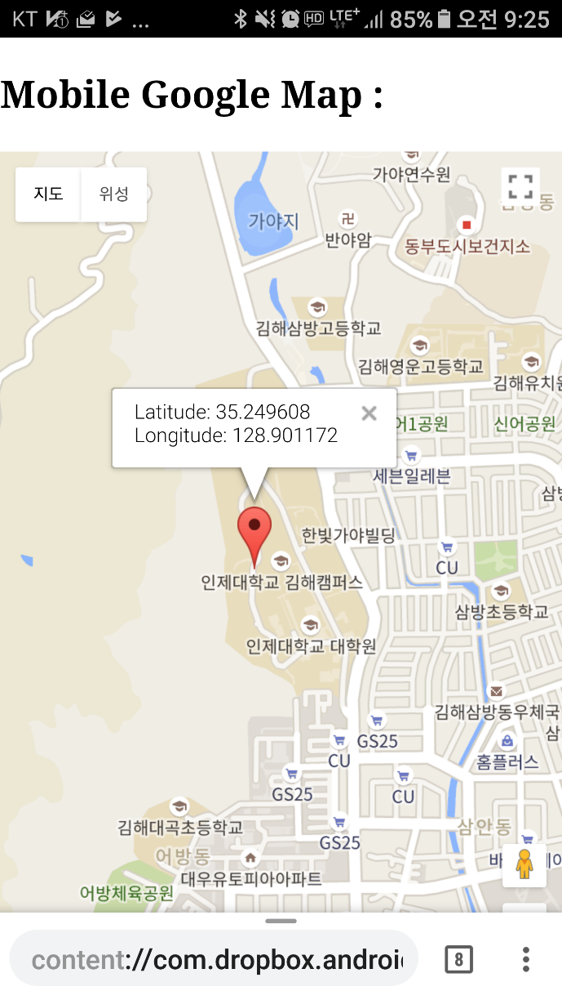 KT ... HD LTE+ 85% 오전 9:25
Mobile Google Map :
지도 위성
가야연수원
가야지
반야암
동
동부도시보건지소
김해삼방고등학교
김해영운고등학교
김해유치원
Latitude: 35.249608
Longitude: 128.901172
어1공원
신어공원
세븐일레븐
삼방
한빛가야빌딩
CU
인제대학교 김해캠퍼스
삼방초등학교
인제대학교 대학원
김해삼방동우체국
삼
GS25
CU
홈플러스
GS25
CU
김해대곡초등학교
삼안동
GS25
어방동
바
이
대우유토피아아파트
어방체육공원
content://com.dropbox.androi
8